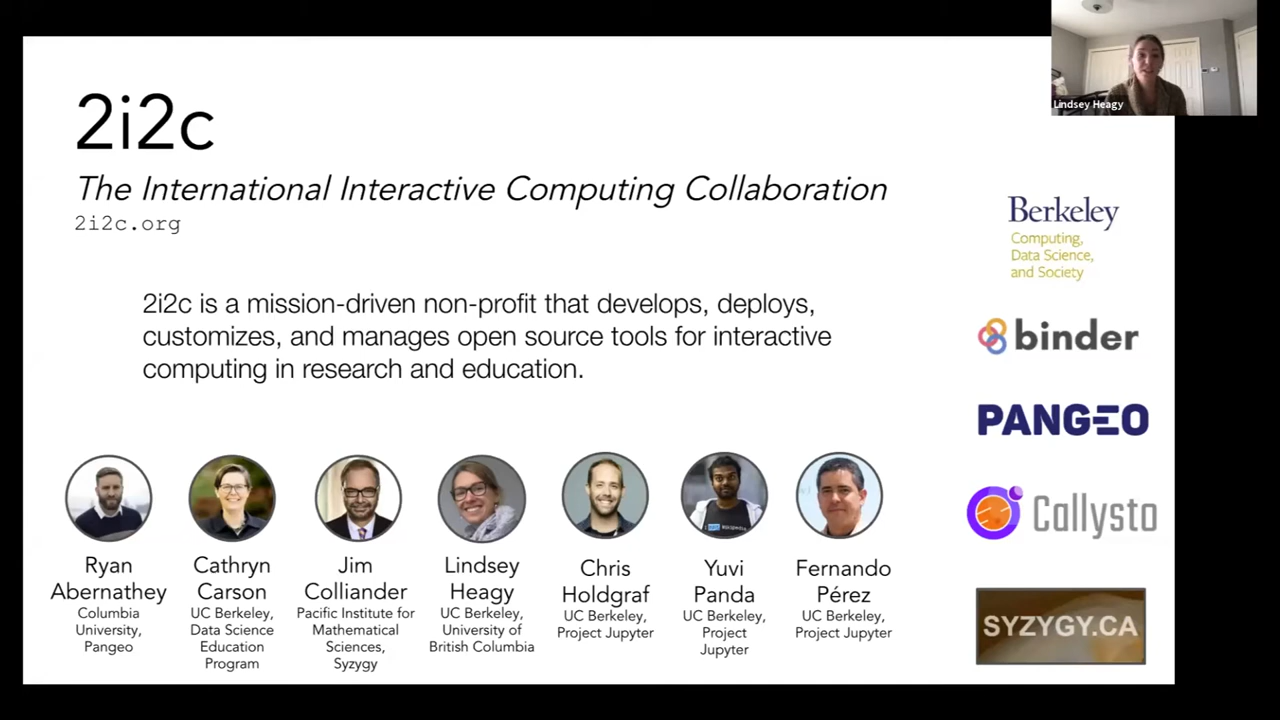 Lindsey Heagy
2i2c
The International Interactive Computing Collaboration
2i2c.org
2i2c is a mission-driven non-profit that develops, deploys,
customizes, and manages open source tools for interactive
computing in research and education.
Berkeley
Computing,
Data Science,
and Society
binder
PANGEO
Callysto
SYZYGY.CA
Ryan
Abernathey
Columbia
University,
Pangeo
Cathryn
Carson
UC Berkeley,
Data Science
Education
Program
Jim
Colliander
Pacific Institute for
Mathematical
Sciences,
Syzygy
Lindsey
Heagy
UC Berkeley,
University of
British Columbia
Chris
Holdgraf
UC Berkeley,
Project Jupyter
Yuvi
Panda
UC Berkeley,
Project
Jupyter
Fernando
Pérez
UC Berkeley,
Project Jupyter